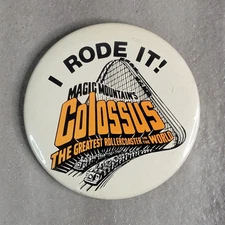 I RODE IT!
MAGIC MOUNTAIN'S
Colossus
THE GREATEST ROLLERCOASTER IN THE WORLD